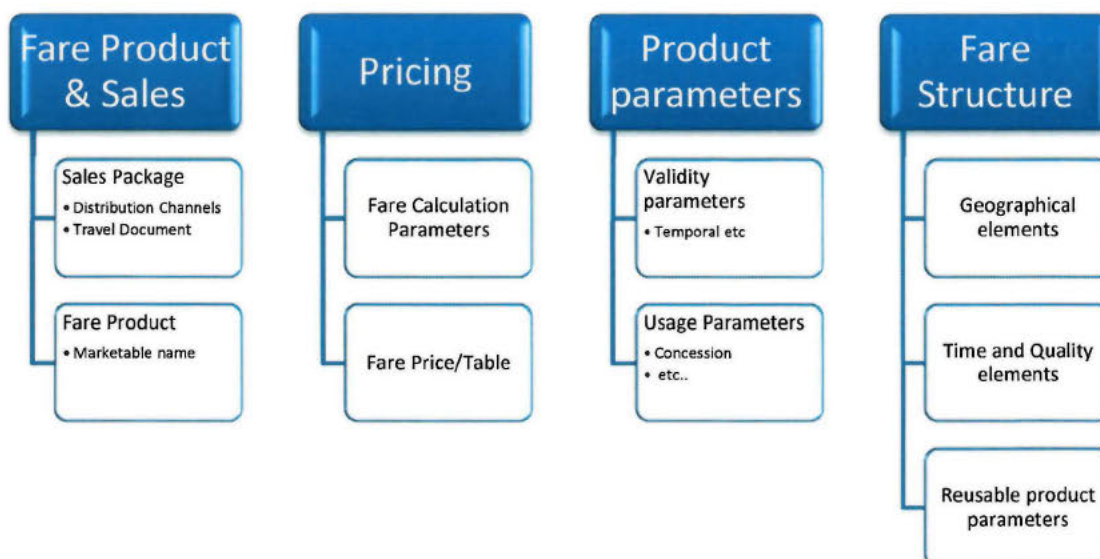 Fare Product
& Sales
Sales Package
• Distribution Channels
• Travel Document
Fare Product
• Marketable name
Pricing
Fare Calculation
Parameters
Fare Price/Table
Product
parameters
Validity
parameters
• Temporal etc
Usage Parameters
• Concession
• etc..
Fare
Structure
Geographical
elements
Time and Quality
elements
Reusable product
parameters